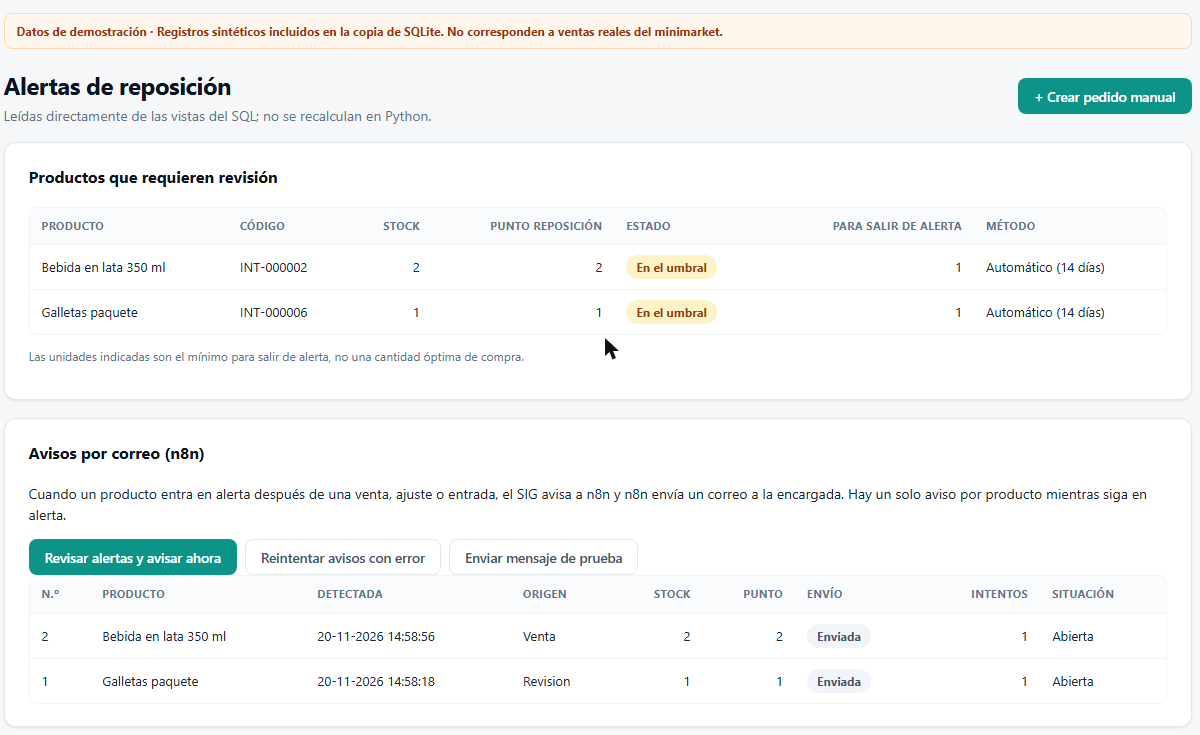 Datos de demostración · Registros sintéticos incluidos en la copia de SQLite. No corresponden a ventas reales del minimarket.
Alertas de reposición
Leídas directamente de las vistas del SQL; no se recalculan en Python.
+ Crear pedido manual
Productos que requieren revisión
PRODUCTO CÓDIGO STOCK PUNTO REPOSICIÓN ESTADO PARA SALIR DE ALERTA MÉTODO
Bebida en lata 350 ml INT-000002 2 2 En el umbral 1 Automático (14 días)
Galletas paquete INT-000006 1 1 En el umbral 1 Automático (14 días)
Las unidades indicadas son el mínimo para salir de alerta, no una cantidad óptima de compra.
Avisos por correo (n8n)
Cuando un producto entra en alerta después de una venta, ajuste o entrada, el SIG avisa a n8n y n8n envía un correo a la encargada. Hay un solo aviso por producto mientras siga en
alerta.
Revisar alertas y avisar ahora Reintentar avisos con error Enviar mensaje de prueba
N.º PRODUCTO DETECTADA ORIGEN STOCK PUNTO ENVÍO INTENTOS SITUACIÓN
2 Bebida en lata 350 ml 20-11-2026 14:58:56 Venta 2 2 Enviada 1 Abierta
1 Galletas paquete 20-11-2026 14:58:18 Revision 1 1 Enviada 1 Abierta